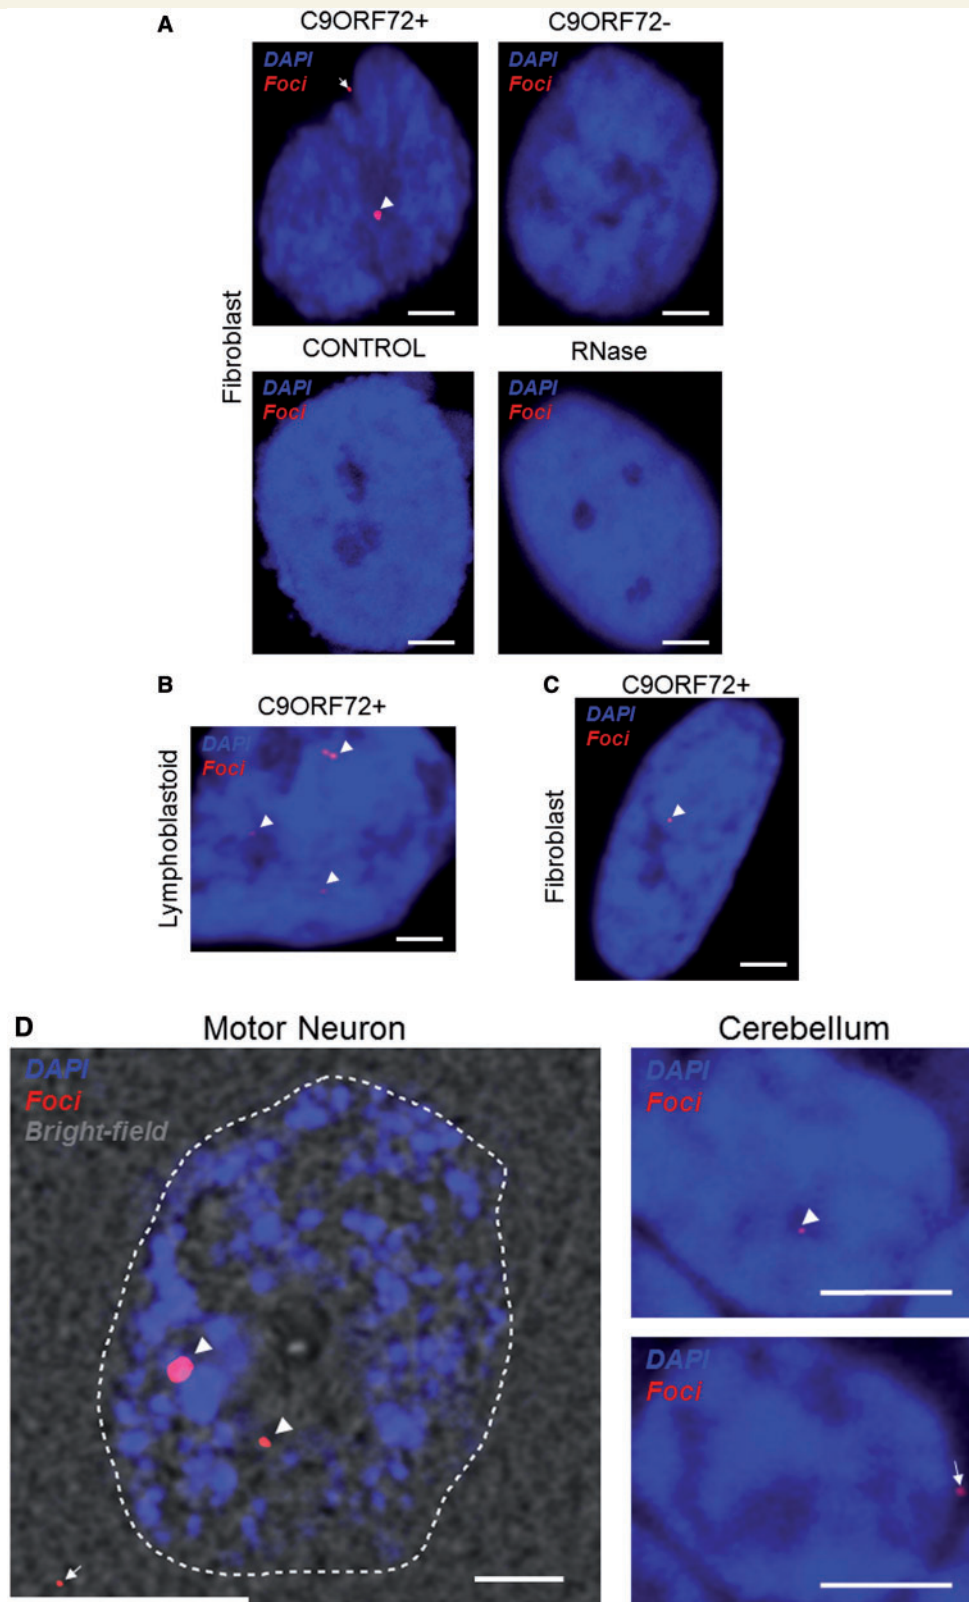 A
C9ORF72+
C9ORF72-
DAPI
Foci
DAPI
Foci
Fibroblast
CONTROL
RNase
DAPI
Foci
DAPI
Foci
B
C9ORF72+
C
C9ORF72+
Lymphoblastoid
DAPI
Foci
Fibroblast
DAPI
Foci
D
Motor Neuron
Cerebellum
DAPI
Foci
Bright-field
DAPI
Foci
DAPI
Foci